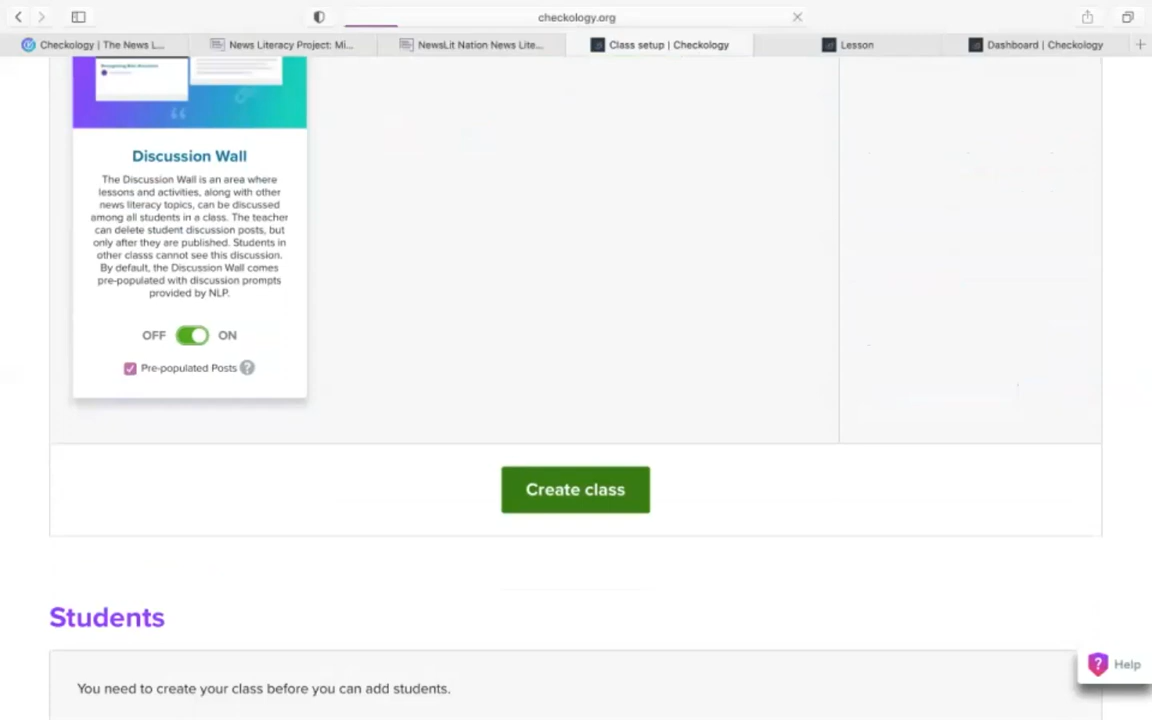 checkology.org
Checkology | The News L...
News Literacy Project: Mi...
NewsLit Nation News Lite...
Class setup | Checkology
Lesson
Dashboard | Checkology
Discussion Wall
The Discussion Wall is an area where
lessons and activities, along with other
news literacy topics, can be discussed
among all students in a class. The teacher
can delete student discussion posts, but
only after they are published. Students in
other classs cannot see this discussion.
By default, the Discussion Wall comes
pre-populated with discussion prompts
provided by NLP.
OFF ON
Pre-populated Posts ?
Create class
Students
You need to create your class before you can add students.
? Help